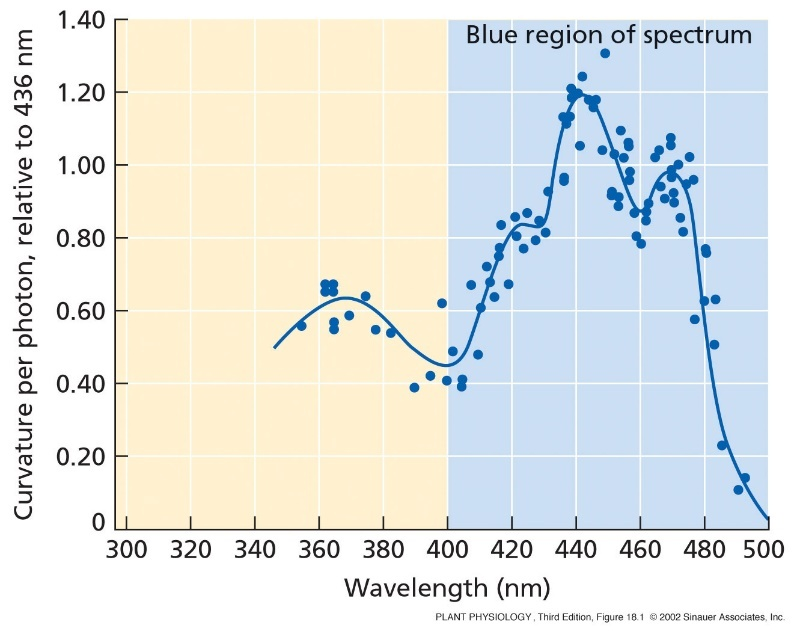 Blue region of spectrum
Curvature per photon, relative to 436 nm
1.40
1.20
1.00
0.80
0.60
0.40
0.20
0
300 320 340 360 380 400 420 440 460 480 500
Wavelength (nm)
PLANT PHYSIOLOGY, Third Edition, Figure 18.1 © 2002 Sinauer Associates, Inc.